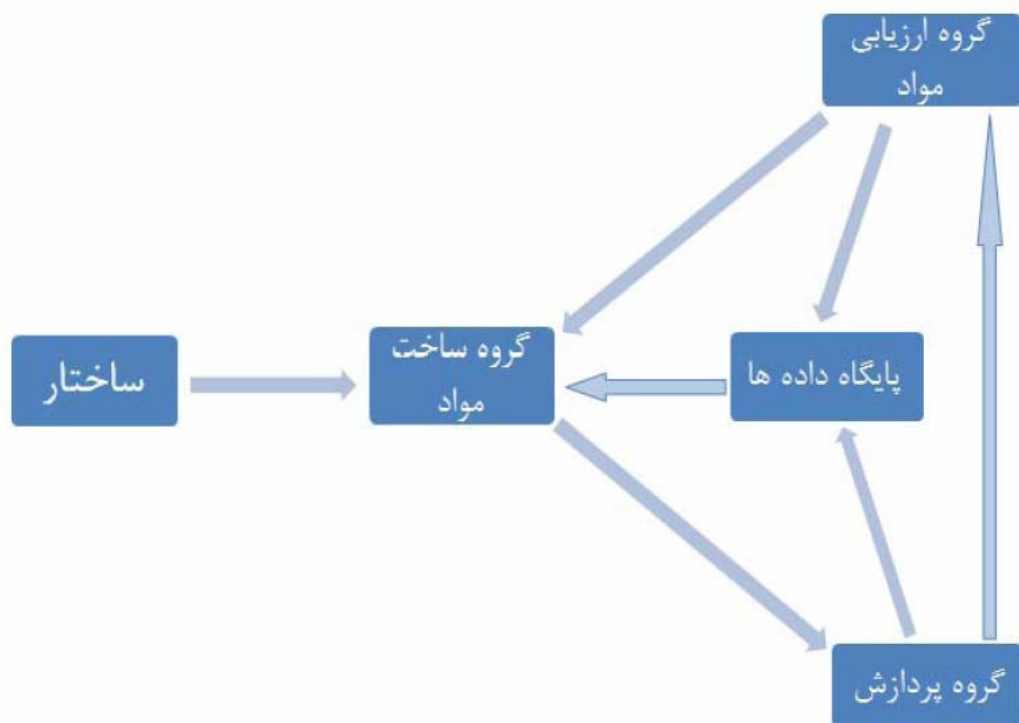 گروه ارزیابی
مواد
ساختار
گروه ساخت
مواد
پایگاه داده ها
گروه پردازش